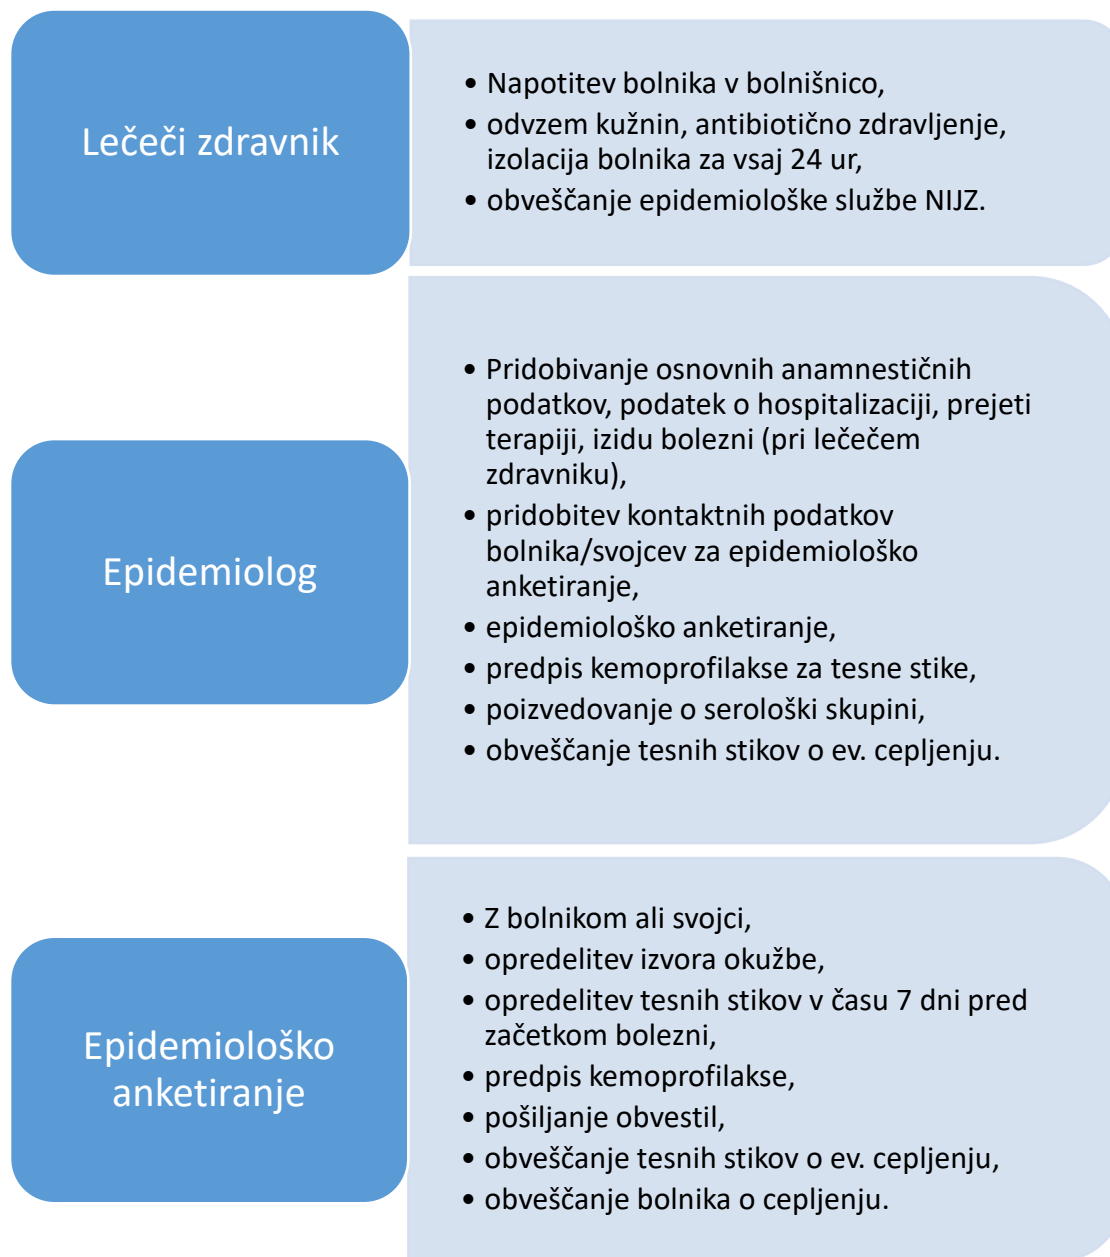 Lečeči zdravnik
• Napotitev bolnika v bolnišnico,
• odvzem kužnin, antibiotično zdravljenje,
izolacija bolnika za vsaj 24 ur,
• obveščanje epidemiološke službe NIJZ.
Epidemiolog
• Pridobivanje osnovnih anamnestičnih
podatkov, podatek o hospitalizaciji, prejeti
terapiji, izidu bolezni (pri lečečem
zdravniku),
• pridobitev kontaktnih podatkov
bolnika/svojcev za epidemiološko
anketiranje,
• epidemiološko anketiranje,
• predpis kemoprofilakse za tesne stike,
• poizvedovanje o serološki skupini,
• obveščanje tesnih stikov o ev. cepljenju.
Epidemiološko
anketiranje
• Z bolnikom ali svojci,
• opredelitev izvora okužbe,
• opredelitev tesnih stikov v času 7 dni pred
začetkom bolezni,
• predpis kemoprofilakse,
• pošiljanje obvestil,
• obveščanje tesnih stikov o ev. cepljenju,
• obveščanje bolnika o cepljenju.